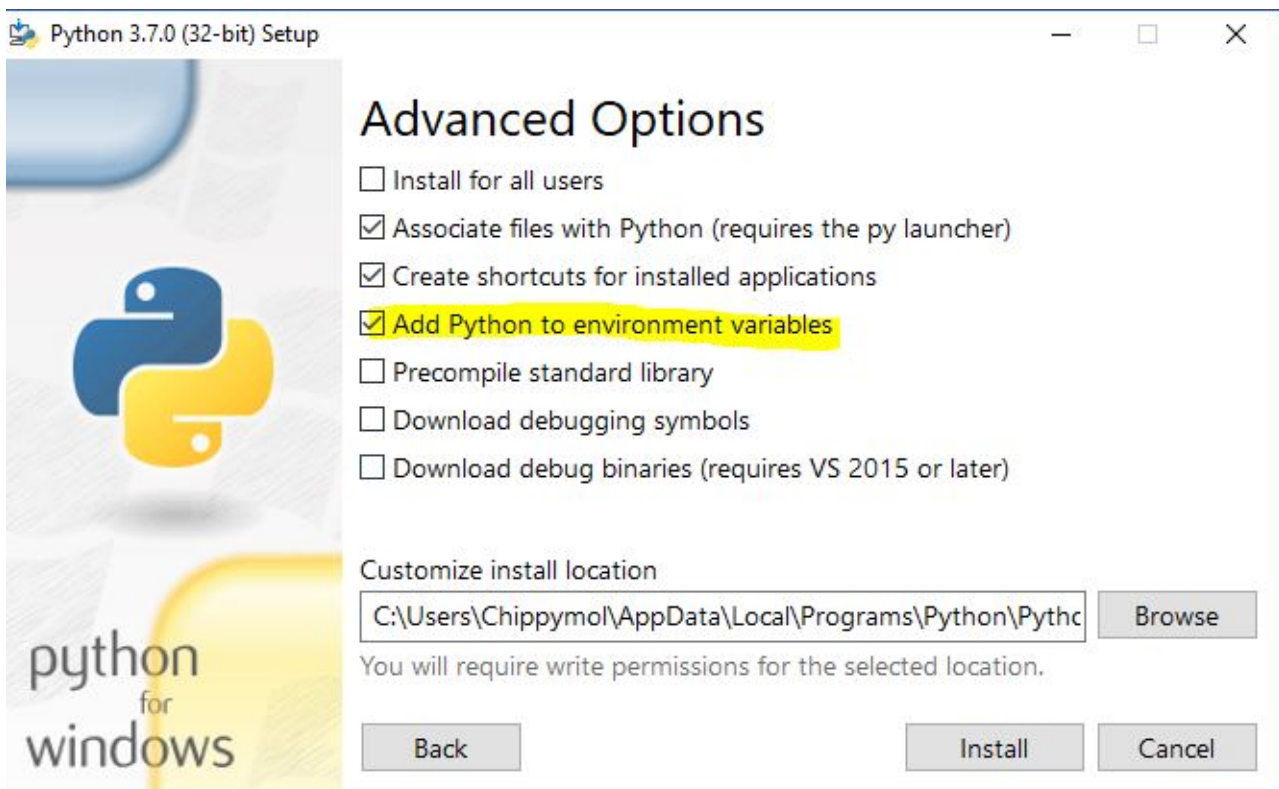 Python 3.7.0 (32-bit) Setup
Advanced Options
Install for all users
Associate files with Python (requires the py launcher)
Create shortcuts for installed applications
Add Python to environment variables
Precompile standard library
Download debugging symbols
Download debug binaries (requires VS 2015 or later)
Customize install location
C:\Users\Chippymol\AppData\Local\Programs\Python\Pythc
Browse
You will require write permissions for the selected location.
python
for
windows
Back
Install
Cancel